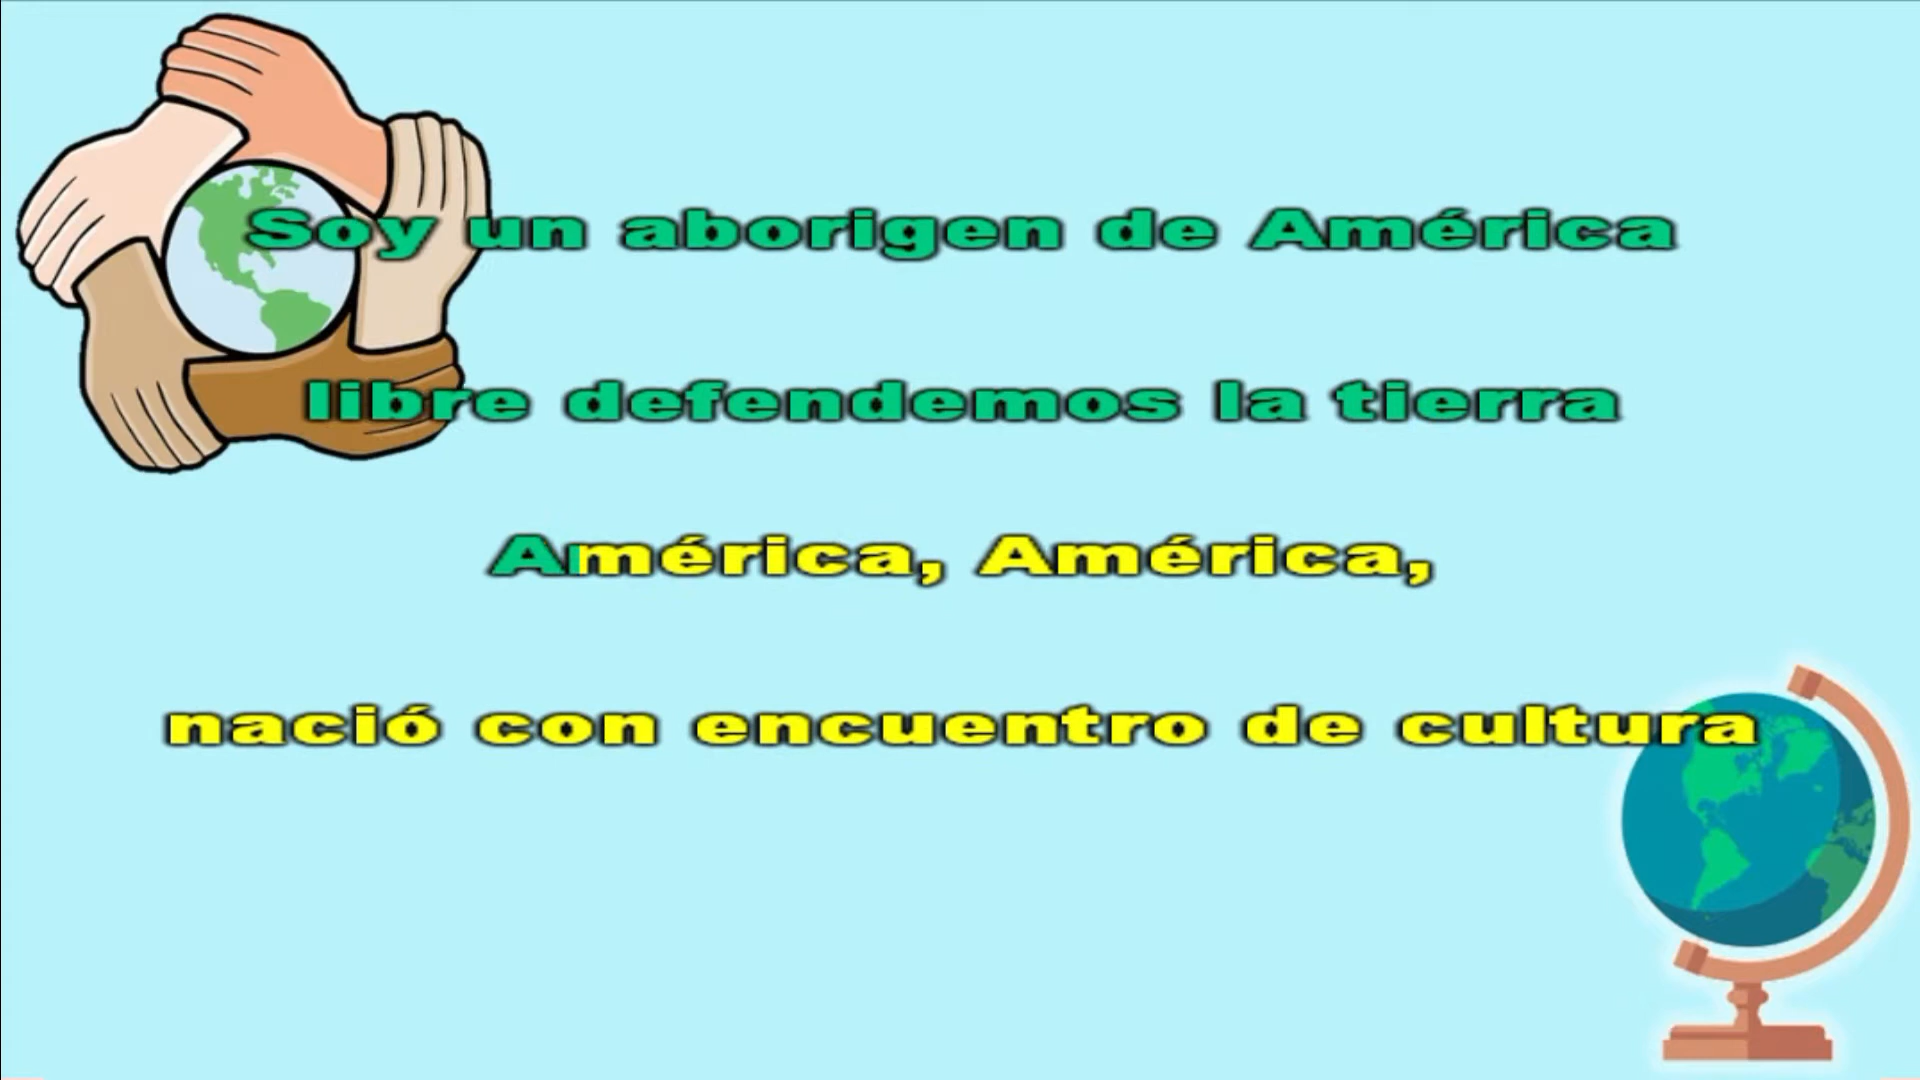 Soy un aborigen de América
libre defendemos la tierra
América, América,
nació con encuentro de cultura